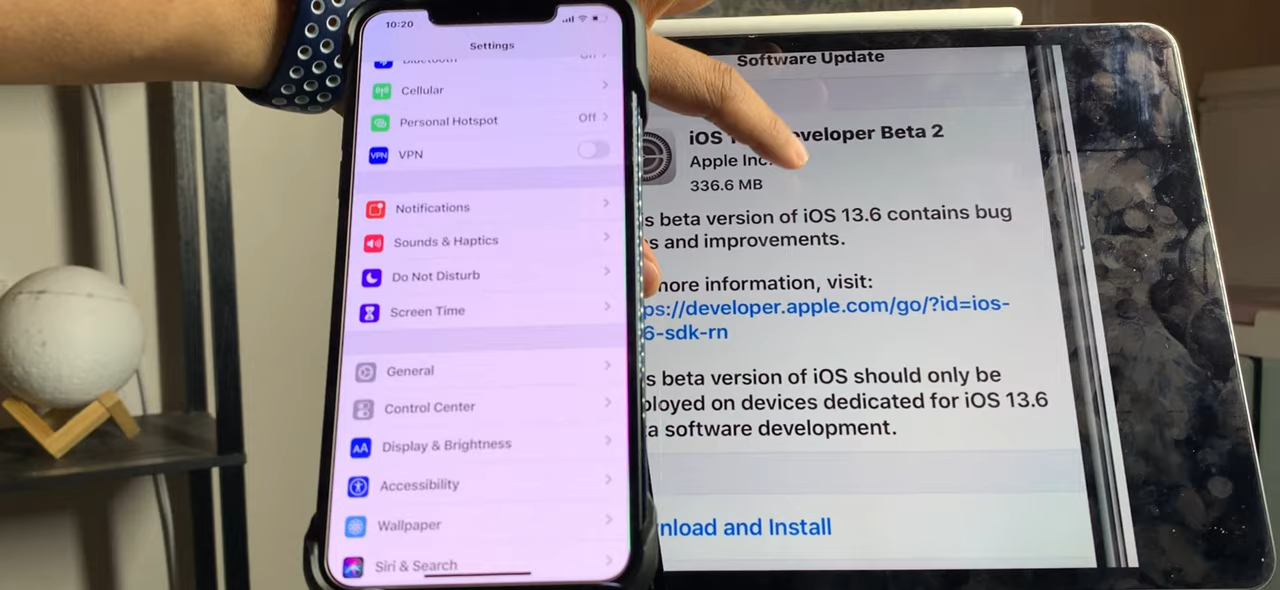 10:20
Settings
Bluetooth
Cellular
Personal Hotspot Off
VPN VPN
Notifications
Sounds & Haptics
Do Not Disturb
Screen Time
General
Control Center
AA Display & Brightness
Accessibility
Wallpaper
Siri & Search
Software Update
iOS veloper Beta 2
Apple Inc.
336.6 MB
s beta version of iOS 13.6 contains bug
s and improvements.
more information, visit:
ps://developer.apple.com/go/?id=ios-
6-sdk-rn
s beta version of iOS should only be
ployed on devices dedicated for iOS 13.6
a software development.
nload and Install